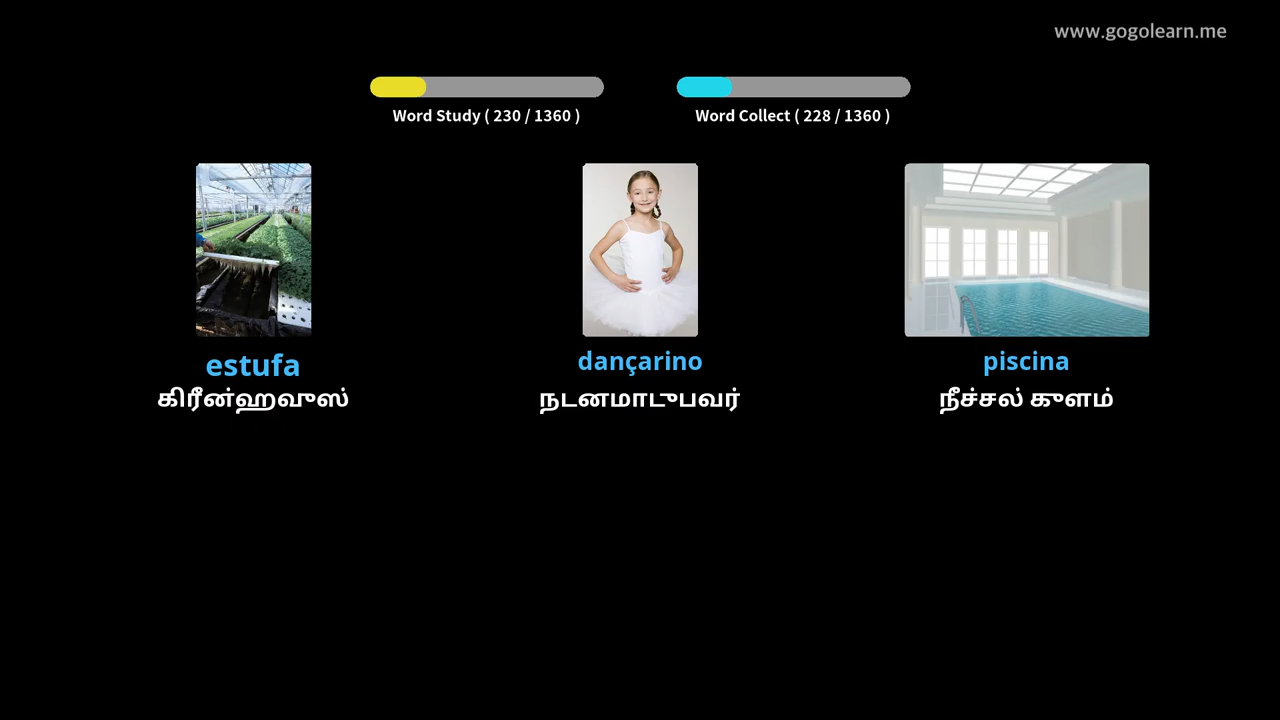 www.gogolearn.me
Word Study ( 230 / 1360 )
Word Collect ( 228 / 1360 )
estufa
கிரீன்ஹவுஸ்
dançarino
நடனமாடுபவர்
piscina
நீச்சல் குளம்